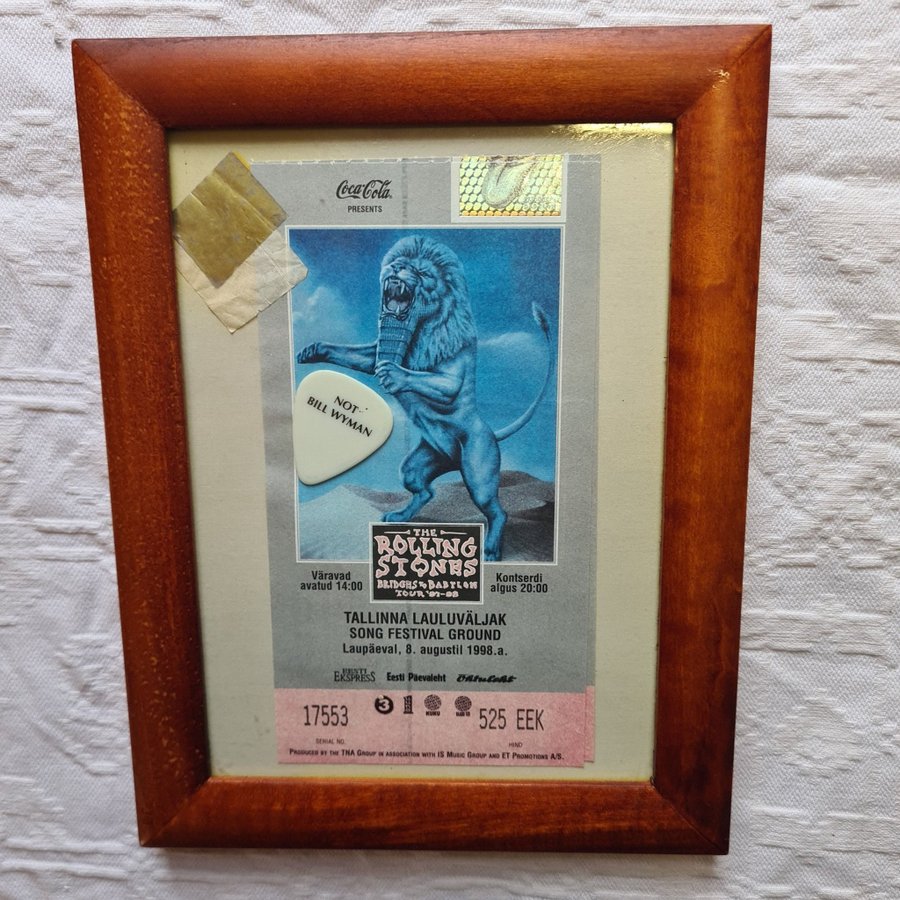 Coca-Cola
PRESENTS
NOT
BILL WYMAN
THE
ROLLING
STONES
BRIDGES TO BABYLON
TOUR '97-98
Väravad
avatud 14:00
Kontserdi
algus 20:00
TALLINNA LAULUVÄLJAK
SONG FESTIVAL GROUND
Laupäeval, 8. augustil 1998.a.
EESTI
EKSPRESS
Eesti Päevaleht
Õhtuleht
17553
3
KUKU
525 EEK
SERIAL NO.
HIND
PRODUCED BY THE TNA GROUP IN ASSOCIATION WITH IS MUSIC GROUP AND ET PROMOTIONS A/S.